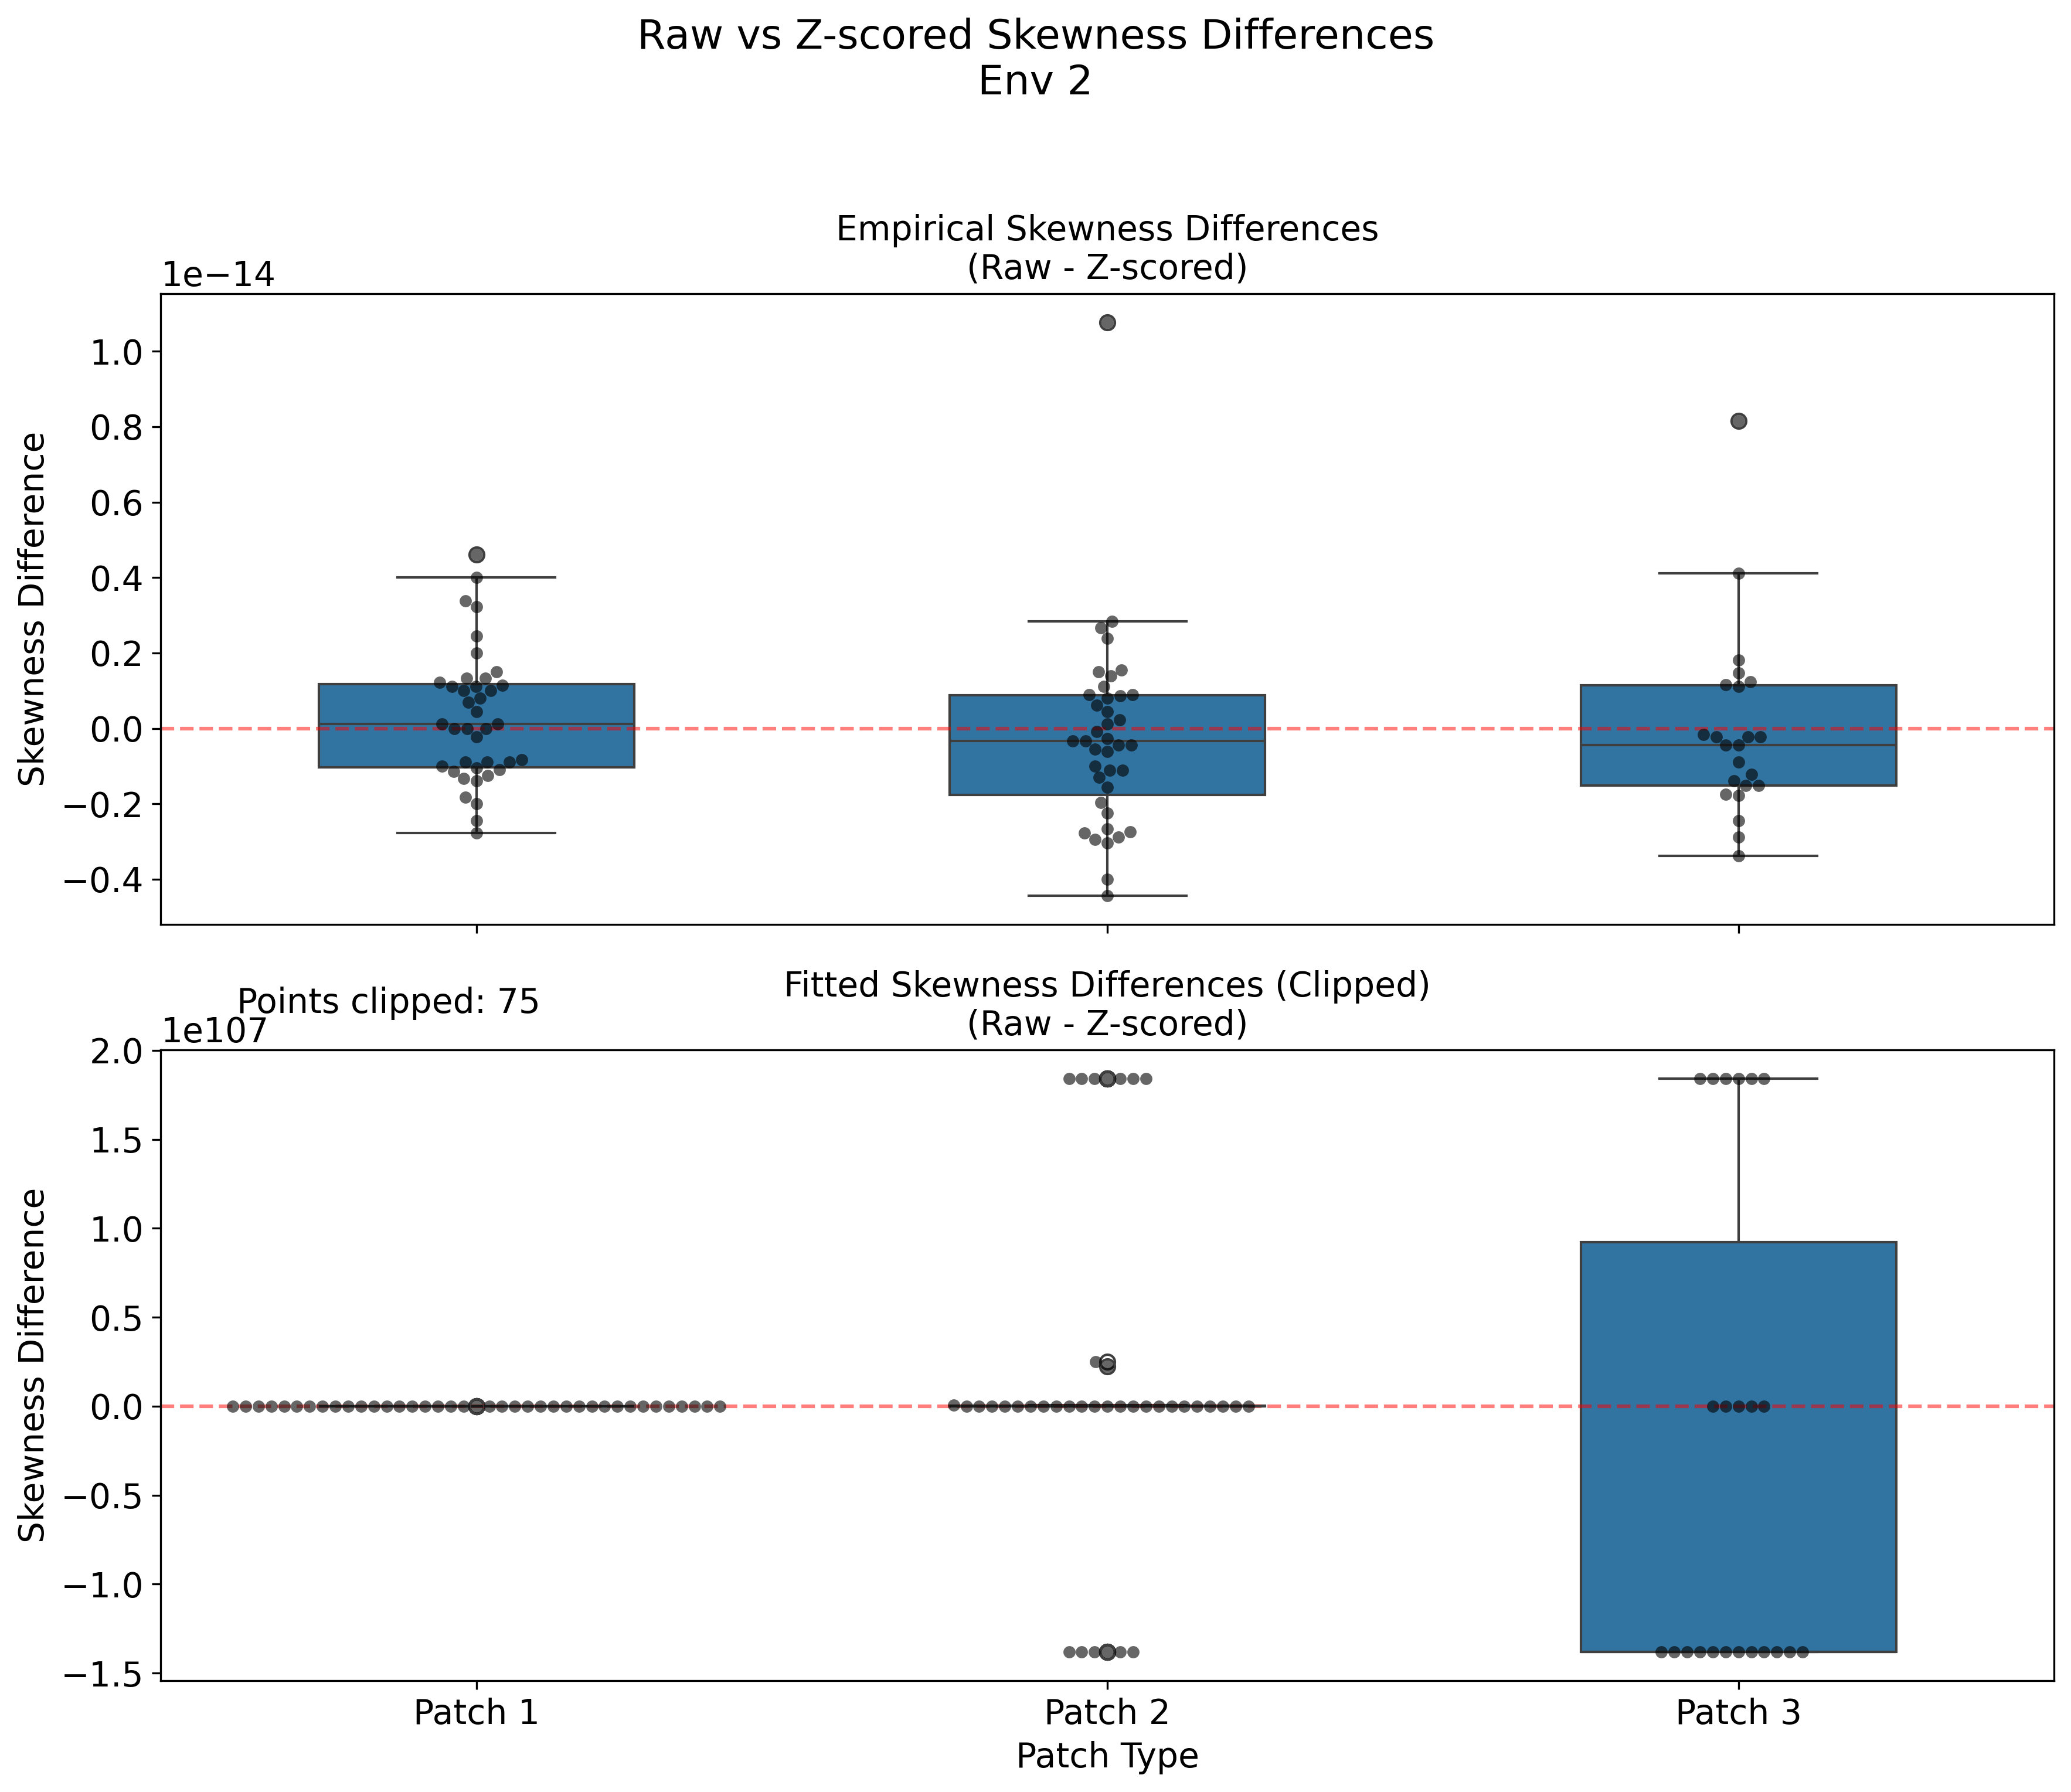 Raw vs Z-scored Skewness Differences
Env 2
Empirical Skewness Differences
(Raw - Z-scored)
1e−14
1.0
0.8
0.6
0.4
0.2
0.0
−0.2
−0.4
Skewness Difference
Points clipped: 75
Fitted Skewness Differences (Clipped)
(Raw - Z-scored)
1e107
2.0
1.5
1.0
0.5
0.0
−0.5
−1.0
−1.5
Skewness Difference
Patch 1
Patch 2
Patch 3
Patch Type